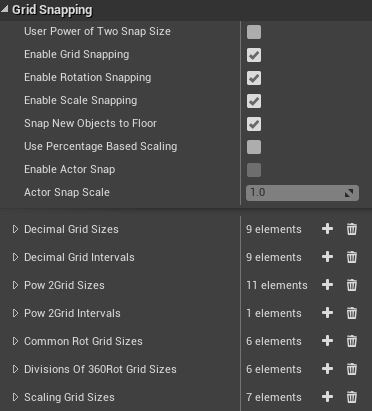 Grid Snapping
User Power of Two Snap Size
Enable Grid Snapping
Enable Rotation Snapping
Enable Scale Snapping
Snap New Objects to Floor
Use Percentage Based Scaling
Enable Actor Snap
Actor Snap Scale 1.0
Decimal Grid Sizes 9 elements
Decimal Grid Intervals 9 elements
Pow 2Grid Sizes 11 elements
Pow 2Grid Intervals 1 elements
Common Rot Grid Sizes 6 elements
Divisions Of 360Rot Grid Sizes 6 elements
Scaling Grid Sizes 7 elements